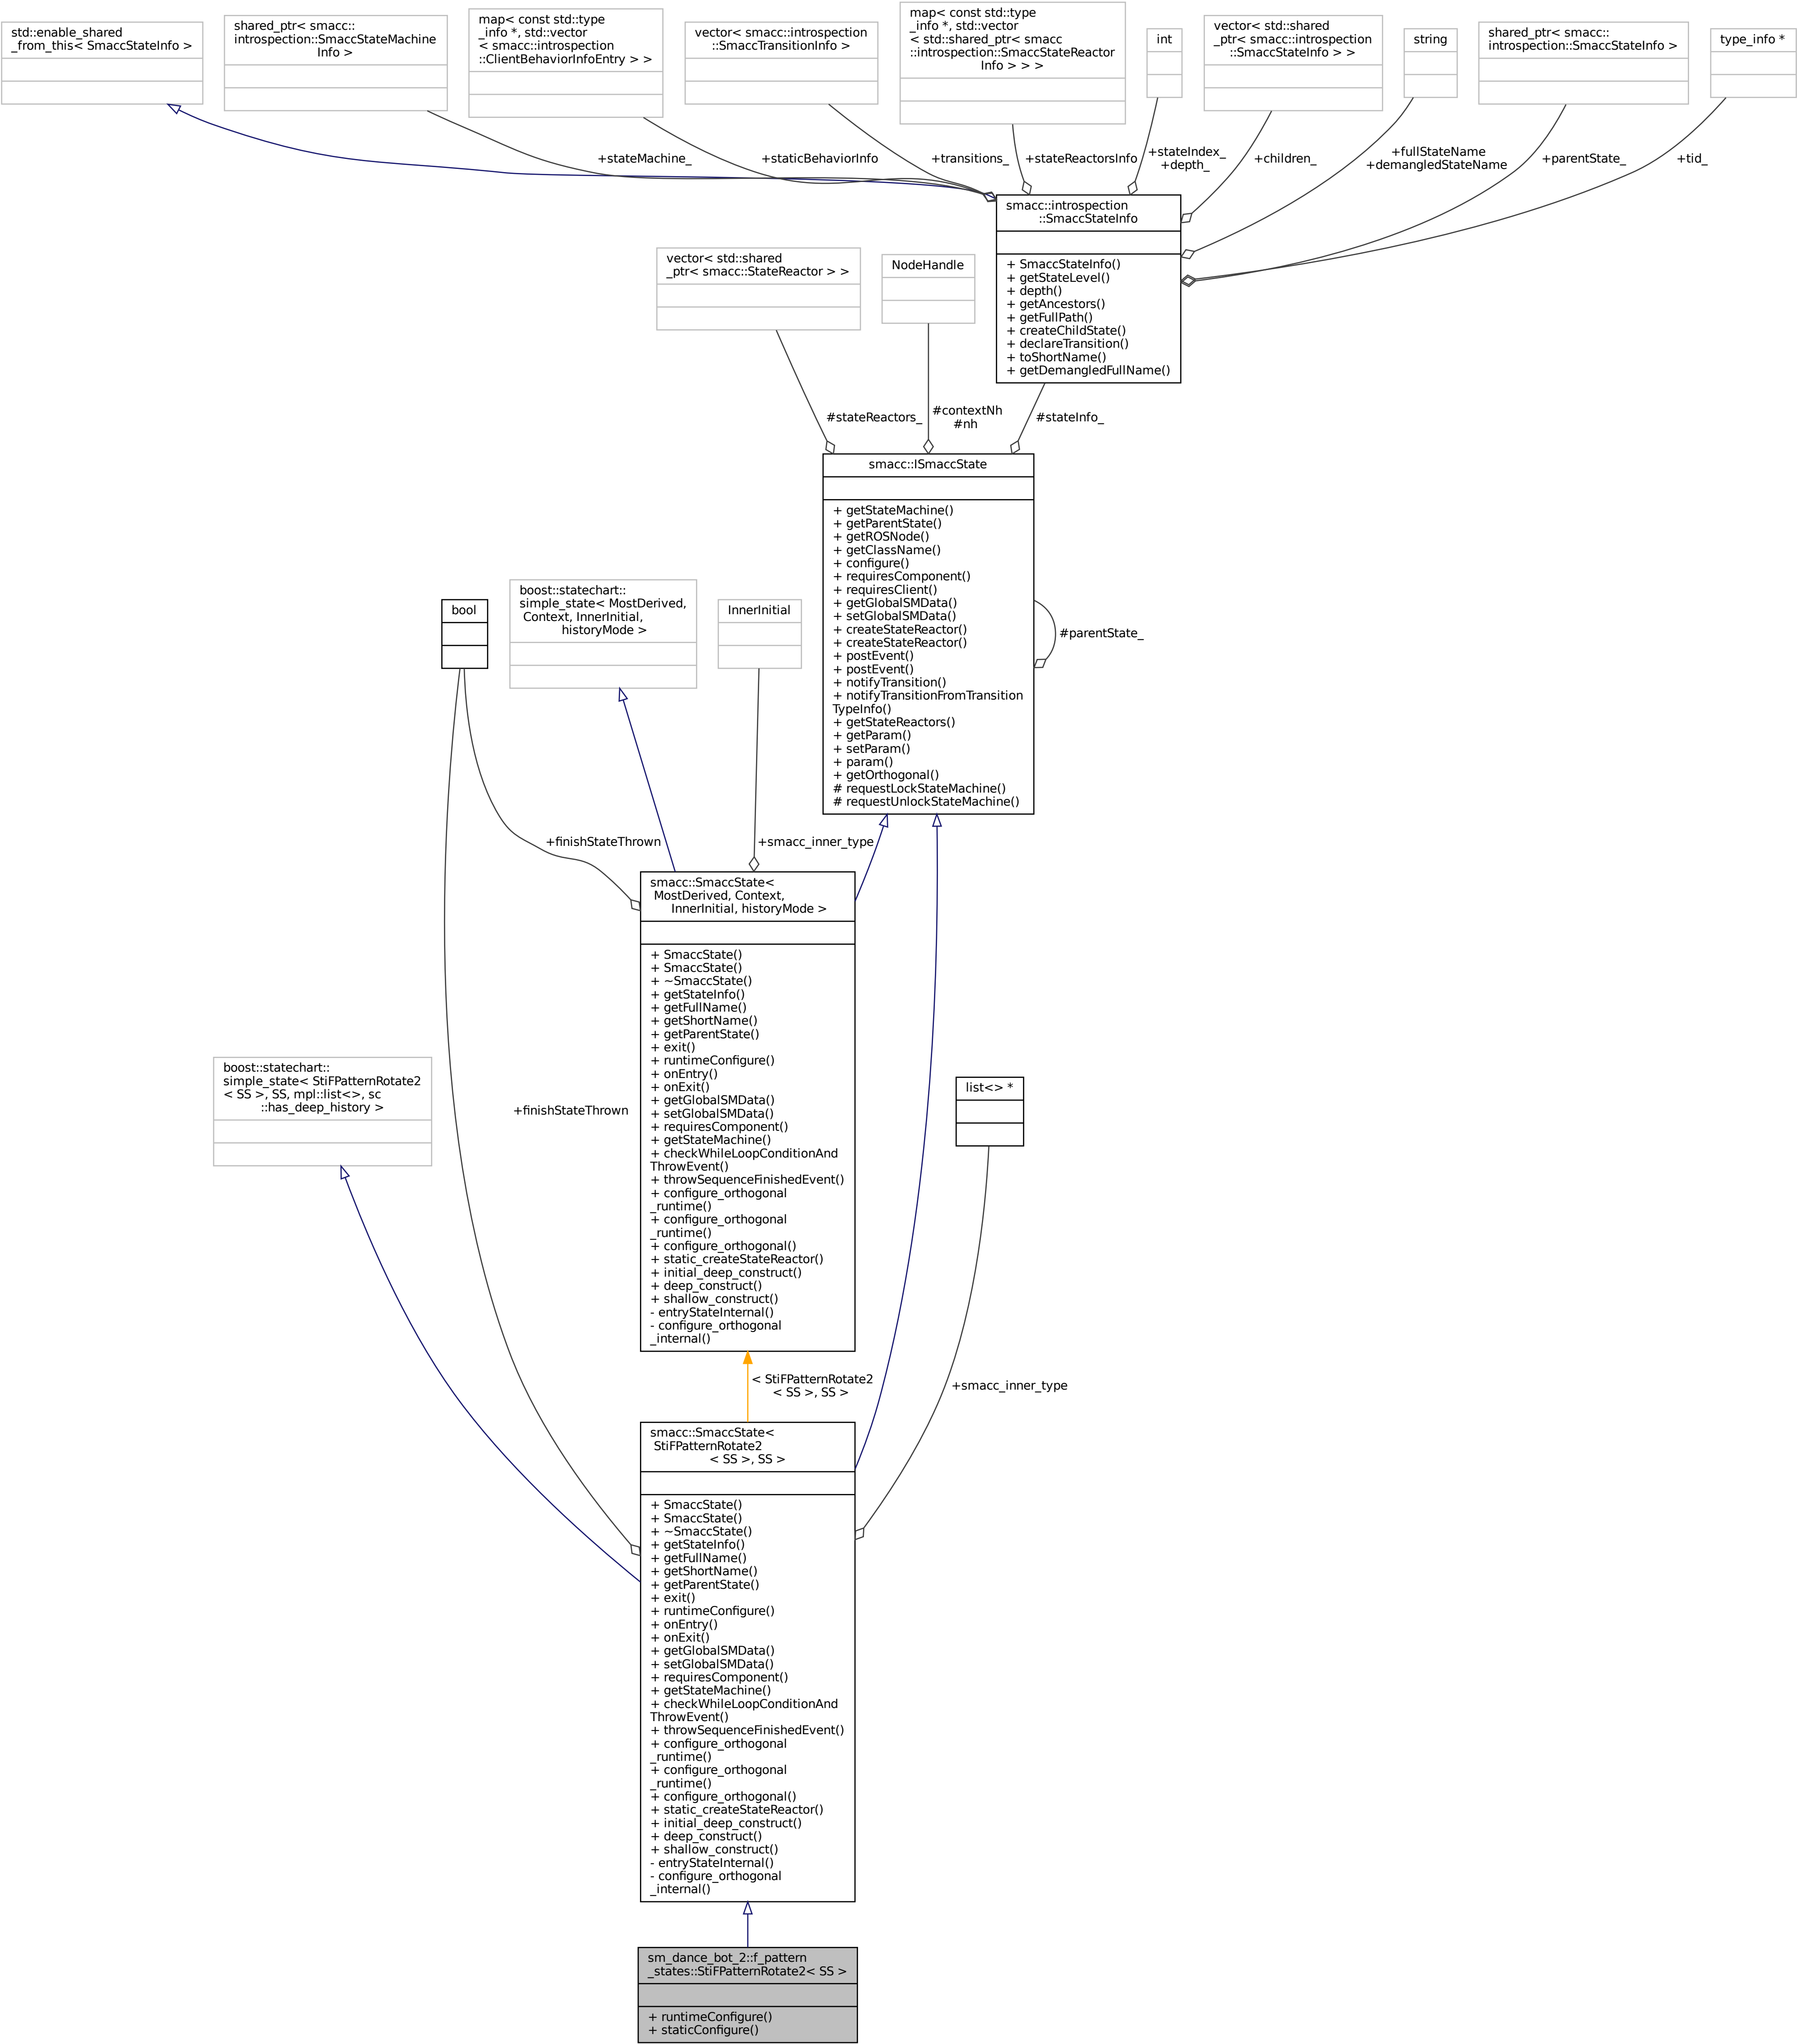 std::enable_shared
_from_this< SmaccStateInfo >
shared_ptr< smacc::
introspection::SmaccStateMachine
Info >
map< const std::type
_info *, std::vector
< smacc::introspection
::ClientBehaviorInfoEntry > >
vector< smacc::introspection
::SmaccTransitionInfo >
map< const std::type
_info *, std::vector
< std::shared_ptr< smacc
::introspection::SmaccStateReactor
Info > > >
int
vector< std::shared
_ptr< smacc::introspection
::SmaccStateInfo > >
string
shared_ptr< smacc::
introspection::SmaccStateInfo >
type_info *
+stateMachine_
+staticBehaviorInfo
+transitions_
+stateReactorsInfo
+stateIndex_
+depth_
+children_
+fullStateName
+demangledStateName
+parentState_
+tid_
smacc::introspection
::SmaccStateInfo
+ SmaccStateInfo()
+ getStateLevel()
+ depth()
+ getAncestors()
+ getFullPath()
+ createChildState()
+ declareTransition()
+ toShortName()
+ getDemangledFullName()
vector< std::shared
_ptr< smacc::StateReactor > >
NodeHandle
#stateReactors_
#contextNh
#nh
#stateInfo_
smacc::ISmaccState
+ getStateMachine()
+ getParentState()
+ getROSNode()
+ getClassName()
+ configure()
+ requiresComponent()
+ requiresClient()
+ getGlobalSMData()
+ setGlobalSMData()
+ createStateReactor()
+ createStateReactor()
+ postEvent()
+ postEvent()
+ notifyTransition()
+ notifyTransitionFromTransition
TypeInfo()
+ getStateReactors()
+ getParam()
+ setParam()
+ param()
+ getOrthogonal()
# requestLockStateMachine()
# requestUnlockStateMachine()
#parentState_
bool
boost::statechart::
simple_state< MostDerived,
Context, InnerInitial,
historyMode >
InnerInitial
+finishStateThrown
+smacc_inner_type
smacc::SmaccState<
MostDerived, Context,
InnerInitial, historyMode >
+ SmaccState()
+ SmaccState()
+ ~SmaccState()
+ getStateInfo()
+ getFullName()
+ getShortName()
+ getParentState()
+ exit()
+ runtimeConfigure()
+ onEntry()
+ onExit()
+ getGlobalSMData()
+ setGlobalSMData()
+ requiresComponent()
+ getStateMachine()
+ checkWhileLoopConditionAnd
ThrowEvent()
+ throwSequenceFinishedEvent()
+ configure_orthogonal
_runtime()
+ configure_orthogonal
_runtime()
+ configure_orthogonal()
+ static_createStateReactor()
+ initial_deep_construct()
+ deep_construct()
+ shallow_construct()
- entryStateInternal()
- configure_orthogonal
_internal()
boost::statechart::
simple_state< StiFPatternRotate2
< SS >, SS, mpl::list<>, sc
::has_deep_history >
+finishStateThrown
list<> *
< StiFPatternRotate2
< SS >, SS >
+smacc_inner_type
smacc::SmaccState<
StiFPatternRotate2
< SS >, SS >
+ SmaccState()
+ SmaccState()
+ ~SmaccState()
+ getStateInfo()
+ getFullName()
+ getShortName()
+ getParentState()
+ exit()
+ runtimeConfigure()
+ onEntry()
+ onExit()
+ getGlobalSMData()
+ setGlobalSMData()
+ requiresComponent()
+ getStateMachine()
+ checkWhileLoopConditionAnd
ThrowEvent()
+ throwSequenceFinishedEvent()
+ configure_orthogonal
_runtime()
+ configure_orthogonal
_runtime()
+ configure_orthogonal()
+ static_createStateReactor()
+ initial_deep_construct()
+ deep_construct()
+ shallow_construct()
- entryStateInternal()
- configure_orthogonal
_internal()
sm_dance_bot_2::f_pattern
_states::StiFPatternRotate2< SS >
+ runtimeConfigure()
+ staticConfigure()